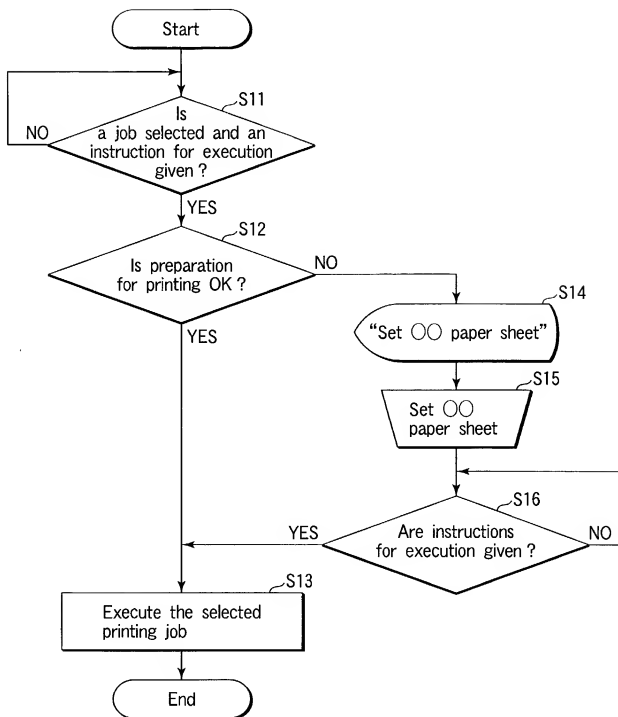 Start
S11
Is
a job selected and an
instruction for execution
given ?
NO
YES
S12
Is preparation
for printing OK ?
NO
YES
S14
“Set ○○ paper sheet”
S15
Set ○○
paper sheet
S16
Are instructions
for execution given ?
YES
NO
S13
Execute the selected
printing job
End